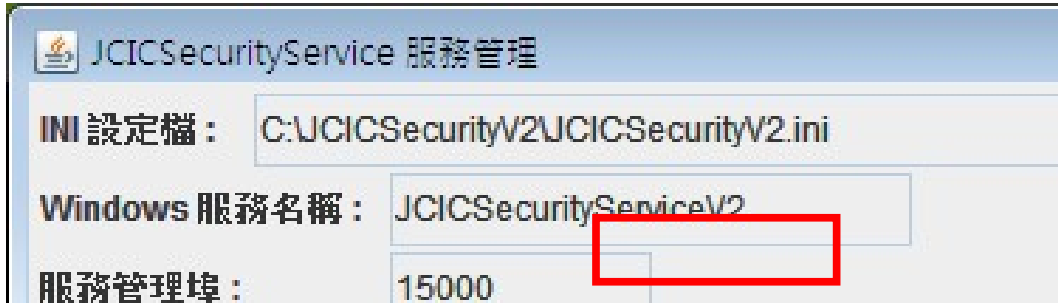 JCICSecurityService 服務管理
INI 設定檔： C:\JCICSecurityV2\JCICSecurityV2.ini
Windows 服務名稱： JCICSecurityServiceV2
服務管理埠： 15000